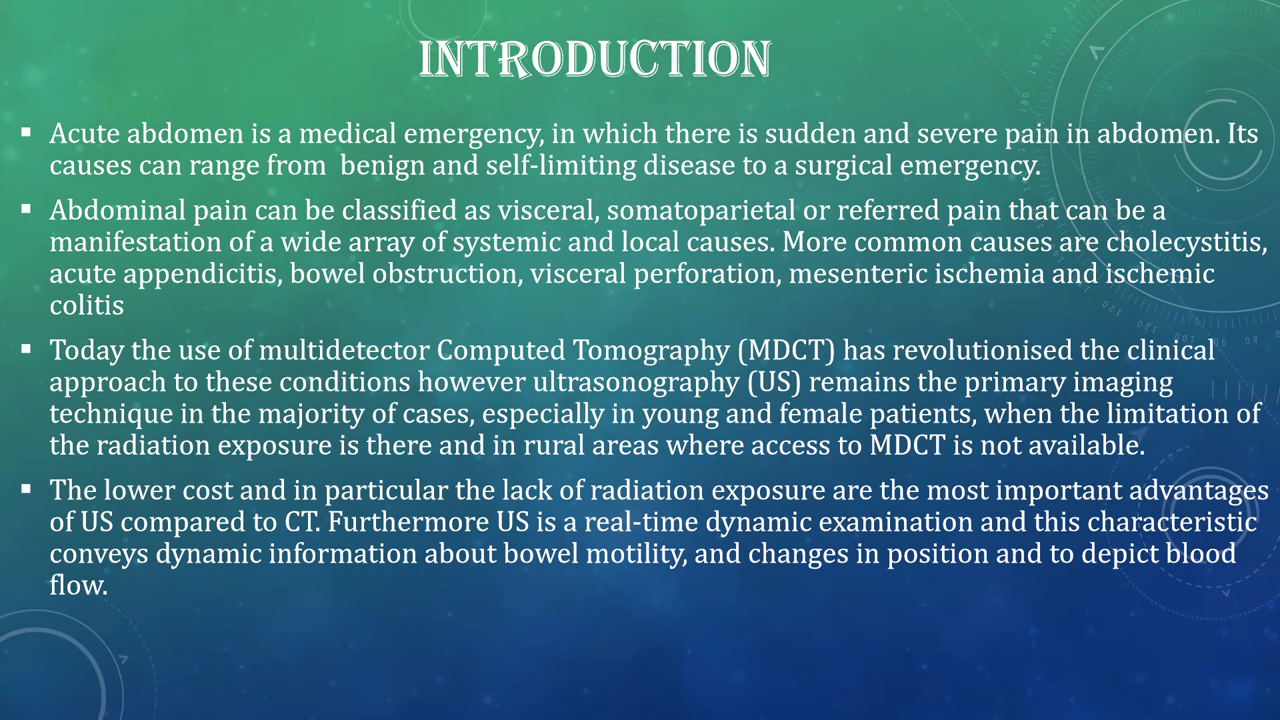 INTRODUCTION
▪ Acute abdomen is a medical emergency, in which there is sudden and severe pain in abdomen. Its
causes can range from  benign and self-limiting disease to a surgical emergency.
▪ Abdominal pain can be classified as visceral, somatoparietal or referred pain that can be a
manifestation of a wide array of systemic and local causes. More common causes are cholecystitis,
acute appendicitis, bowel obstruction, visceral perforation, mesenteric ischemia and ischemic
colitis
▪ Today the use of multidetector Computed Tomography (MDCT) has revolutionised the clinical
approach to these conditions however ultrasonography (US) remains the primary imaging
technique in the majority of cases, especially in young and female patients, when the limitation of
the radiation exposure is there and in rural areas where access to MDCT is not available.
▪ The lower cost and in particular the lack of radiation exposure are the most important advantages
of US compared to CT. Furthermore US is a real-time dynamic examination and this characteristic
conveys dynamic information about bowel motility, and changes in position and to depict blood
flow.